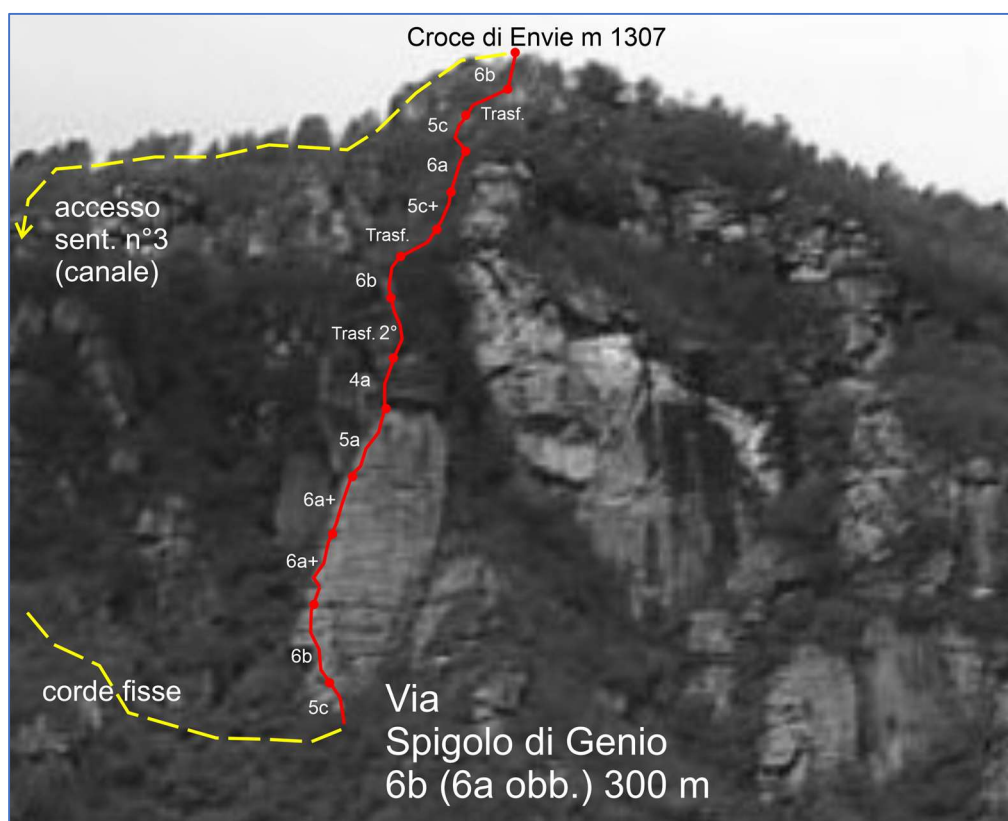 Croce di Envie m 1307
6b
Trasf.
5c
6a
5c+
Trasf.
6b
Trasf. 2°
4a
5a
6a+
6a+
6b
5c
accesso
sent. n°3
(canale)
corde fisse
Via
Spigolo di Genio
6b (6a obb.) 300 m